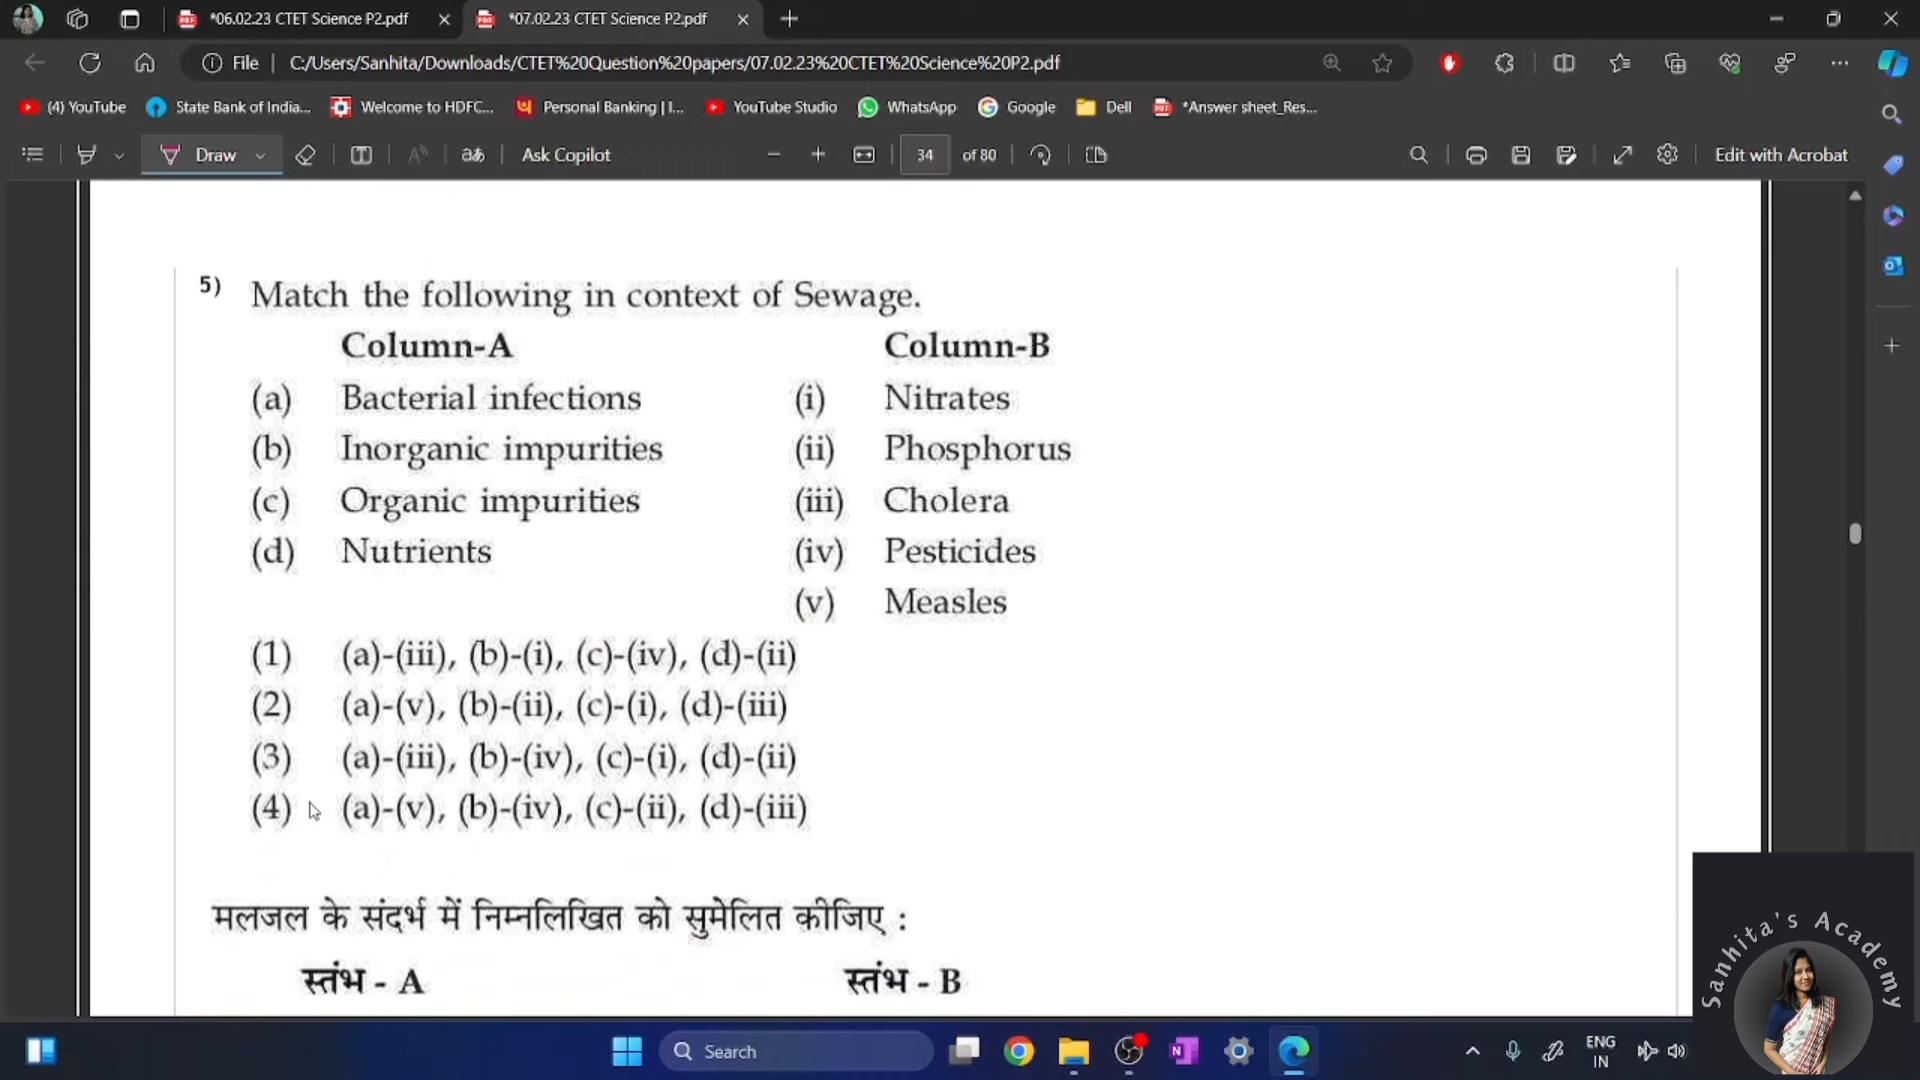 *06.02.23 CTET Science P2.pdf
*07.02.23 CTET Science P2.pdf
File | C:/Users/Sanhita/Downloads/CTET%20Question%20papers/07.02.23%20CTET%20Science%20P2.pdf
(4) YouTube
State Bank of India...
Welcome to HDFC...
Personal Banking | I...
YouTube Studio
WhatsApp
Google
Dell
*Answer sheet_Res...
Draw
Ask Copilot
34 of 80
Edit with Acrobat
5) Match the following in context of Sewage.
Column-A Column-B
(a) Bacterial infections (i) Nitrates
(b) Inorganic impurities (ii) Phosphorus
(c) Organic impurities (iii) Cholera
(d) Nutrients (iv) Pesticides
(v) Measles
(1) (a)-(iii), (b)-(i), (c)-(iv), (d)-(ii)
(2) (a)-(v), (b)-(ii), (c)-(i), (d)-(iii)
(3) (a)-(iii), (b)-(iv), (c)-(i), (d)-(ii)
(4) (a)-(v), (b)-(iv), (c)-(ii), (d)-(iii)
मलजल के संदर्भ में निम्नलिखित को सुमेलित कीजिए :
स्तंभ - A स्तंभ - B
Sanhita's Academy
Search
ENG
IN